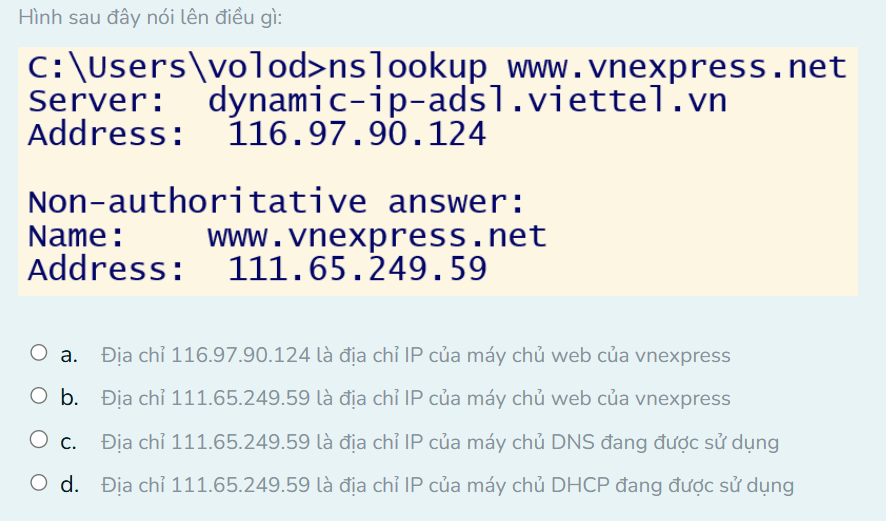 Hình sau đây nói lên điều gì:
C:\Users\volod>nslookup www.vnexpress.net
Server:  dynamic-ip-adsl.viettel.vn
Address:  116.97.90.124
Non-authoritative answer:
Name:    www.vnexpress.net
Address:  111.65.249.59
a. Địa chỉ 116.97.90.124 là địa chỉ IP của máy chủ web của vnexpress
b. Địa chỉ 111.65.249.59 là địa chỉ IP của máy chủ web của vnexpress
c. Địa chỉ 111.65.249.59 là địa chỉ IP của máy chủ DNS đang được sử dụng
d. Địa chỉ 111.65.249.59 là địa chỉ IP của máy chủ DHCP đang được sử dụng